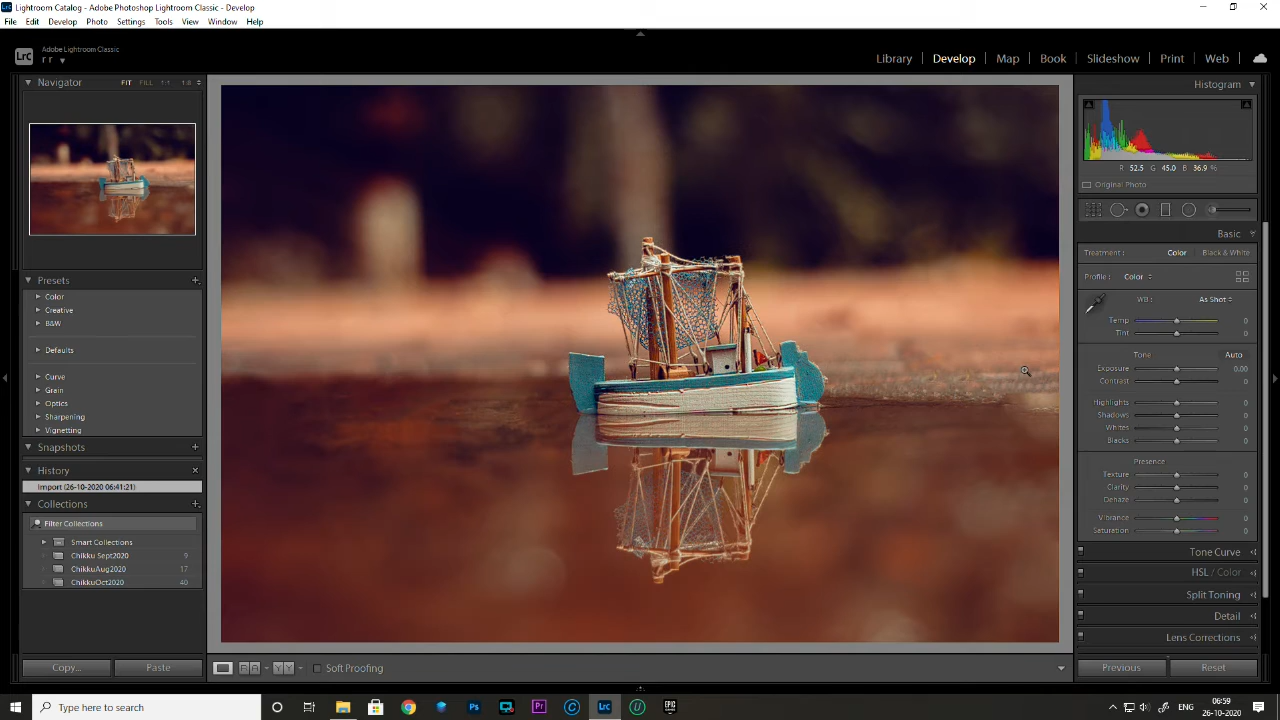 Lightroom Catalog - Adobe Photoshop Lightroom Classic - Develop
File Edit Develop Photo Settings Tools View Window Help
LrC Adobe Lightroom Classic
r r
Library Develop Map Book Slideshow Print Web
Navigator FIT FILL 1:1 1:8
Histogram
R 52.5 G 45.0 B 36.9 %
Original Photo
Basic
Treatment : Color Black & White
Profile : Color
WB : As Shot
Temp 0
Tint 0
Tone Auto
Exposure 0.00
Contrast 0
Highlights 0
Shadows 0
Whites 0
Blacks 0
Presence
Texture 0
Clarity 0
Dehaze 0
Vibrance 0
Saturation 0
Tone Curve
HSL / Color
Split Toning
Detail
Lens Corrections
Previous Reset
Presets
Color
Creative
B&W
Defaults
Curve
Grain
Optics
Sharpening
Vignetting
Snapshots
History
Import (26-10-2020 06:41:21)
Collections
Filter Collections
Smart Collections
Chikku Sept2020 9
ChikkuAug2020 17
ChikkuOct2020 40
Copy... Paste
R A Y Y Soft Proofing
Type here to search
Ps Pr C LrC U EPIC
ENG 06:59
26-10-2020